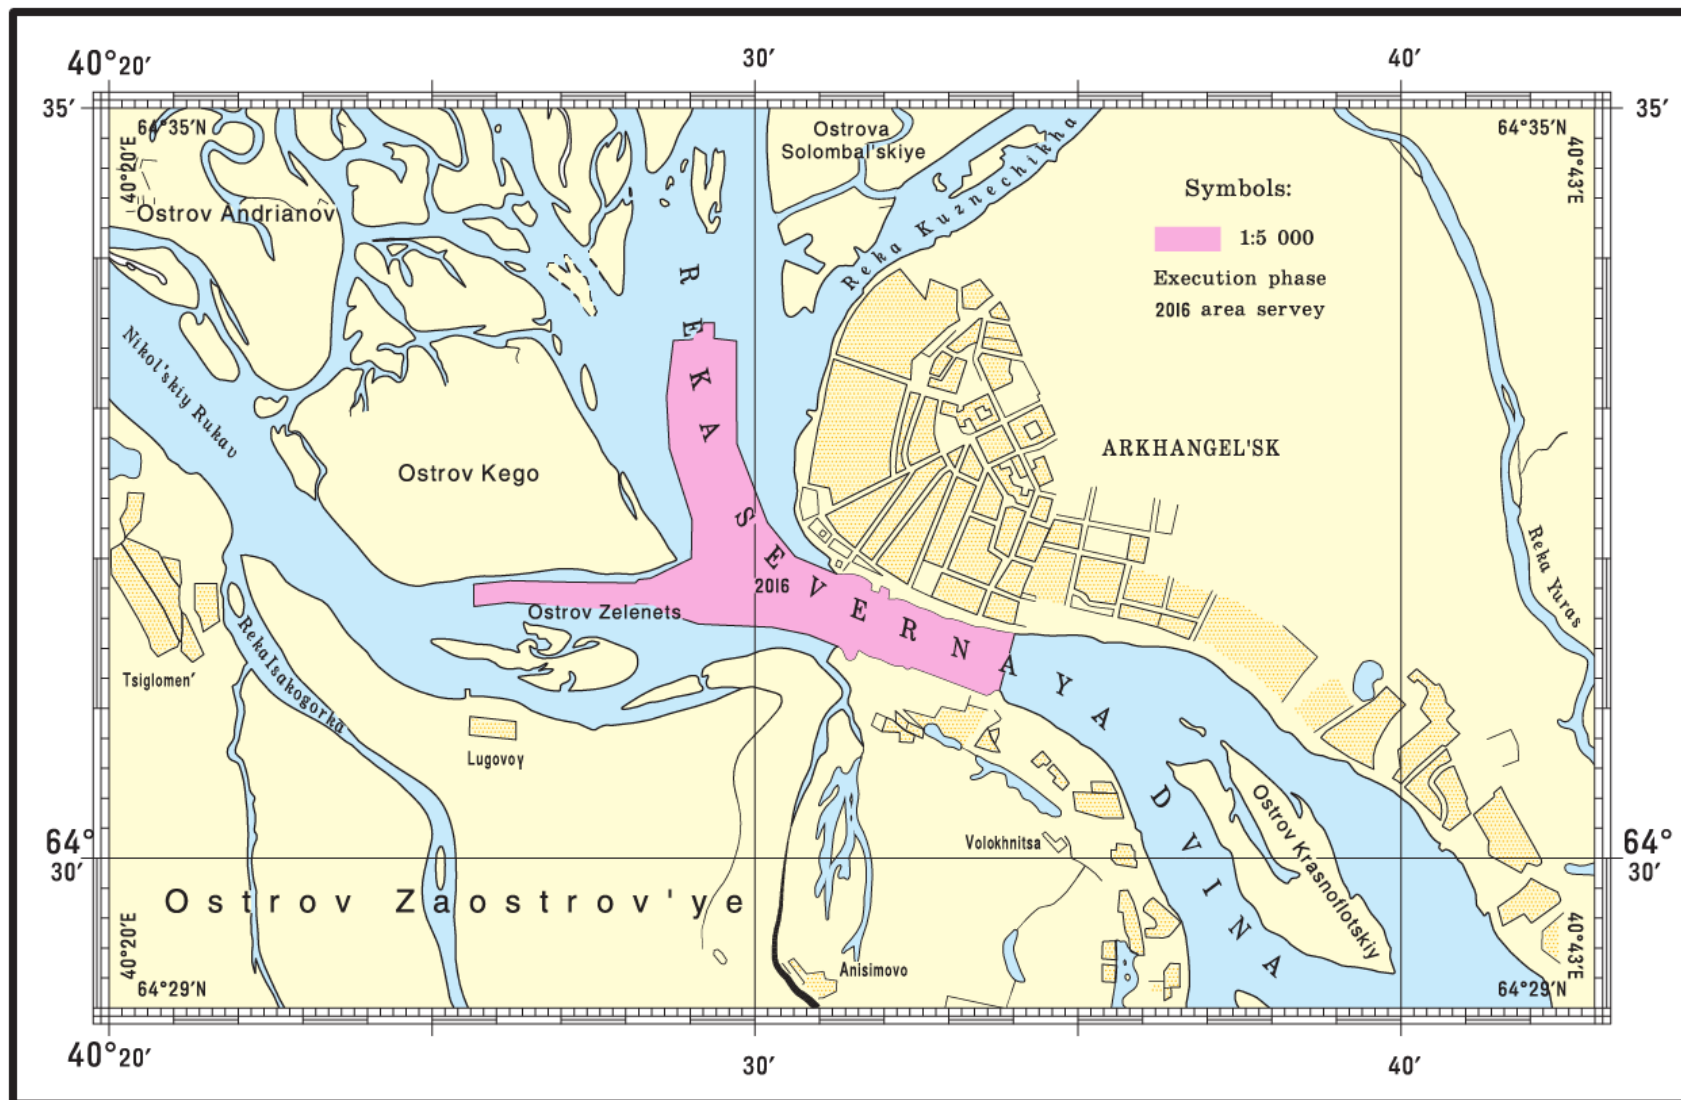 40°20′
30′
40′
35′
35′
64°35′N
64°35′N
40°20′E
40°43′E
Ostrova
Solombal'skiye
Reka Kuznechikha
Ostrov Andrianov
Symbols:
1:5 000
Execution phase
2016 area servey
Nikol'skiy Rukav
REKA SEVERNAYA DVINA
ARKHANGEL'SK
Ostrov Kego
Reka Yuras
2016
Ostrov Zelenets
Tsiglomen'
Reka Isakogorka
Lugovoy
Ostrov Krasnoflotskiy
Volokhnitsa
64°
30′
64°
30′
Ostrov Zaostrov'ye
Anisimovo
40°20′E
40°43′E
64°29′N
64°29′N
40°20′
30′
40′